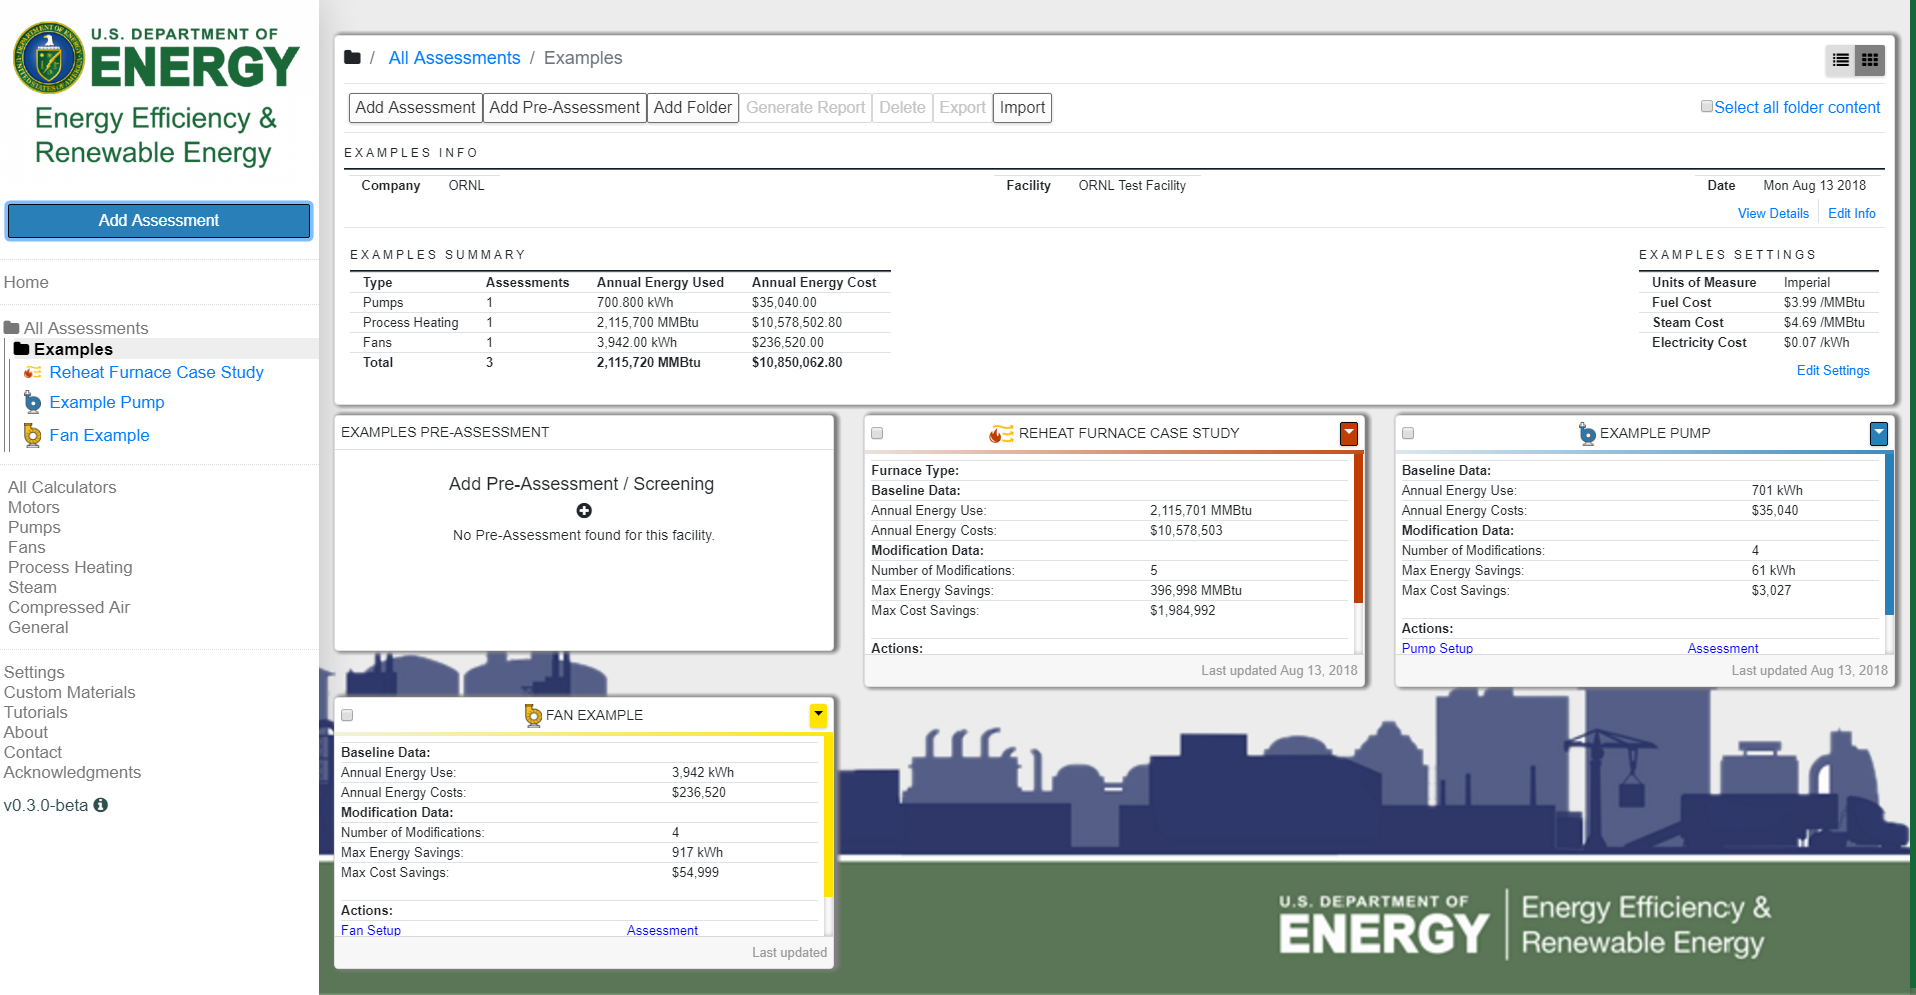 U.S. DEPARTMENT OF
ENERGY
Energy Efficiency &
Renewable Energy
Add Assessment
Home
All Assessments
Examples
Reheat Furnace Case Study
Example Pump
Fan Example
All Calculators
Motors
Pumps
Fans
Process Heating
Steam
Compressed Air
General
Settings
Custom Materials
Tutorials
About
Contact
Acknowledgments
v0.3.0-beta
/ All Assessments / Examples
Add Assessment Add Pre-Assessment Add Folder Generate Report Delete Export Import Select all folder content
EXAMPLES INFO
Company ORNL Facility ORNL Test Facility Date Mon Aug 13 2018
View Details Edit Info
EXAMPLES SUMMARY
Type Assessments Annual Energy Used Annual Energy Cost
Pumps 1 700.800 kWh $35,040.00
Process Heating 1 2,115,700 MMBtu $10,578,502.80
Fans 1 3,942.00 kWh $236,520.00
Total 3 2,115,720 MMBtu $10,850,062.80
EXAMPLES SETTINGS
Units of Measure Imperial
Fuel Cost $3.99 /MMBtu
Steam Cost $4.69 /MMBtu
Electricity Cost $0.07 /kWh
Edit Settings
EXAMPLES PRE-ASSESSMENT
Add Pre-Assessment / Screening
No Pre-Assessment found for this facility.
REHEAT FURNACE CASE STUDY
Furnace Type:
Baseline Data:
Annual Energy Use: 2,115,701 MMBtu
Annual Energy Costs: $10,578,503
Modification Data:
Number of Modifications: 5
Max Energy Savings: 396,998 MMBtu
Max Cost Savings: $1,984,992
Actions:
Last updated Aug 13, 2018
EXAMPLE PUMP
Baseline Data:
Annual Energy Use: 701 kWh
Annual Energy Costs: $35,040
Modification Data:
Number of Modifications: 4
Max Energy Savings: 61 kWh
Max Cost Savings: $3,027
Actions:
Pump Setup Assessment
Last updated Aug 13, 2018
FAN EXAMPLE
Baseline Data:
Annual Energy Use: 3,942 kWh
Annual Energy Costs: $236,520
Modification Data:
Number of Modifications: 4
Max Energy Savings: 917 kWh
Max Cost Savings: $54,999
Actions:
Fan Setup Assessment
Last updated
U.S. DEPARTMENT OF
ENERGY
Energy Efficiency &
Renewable Energy